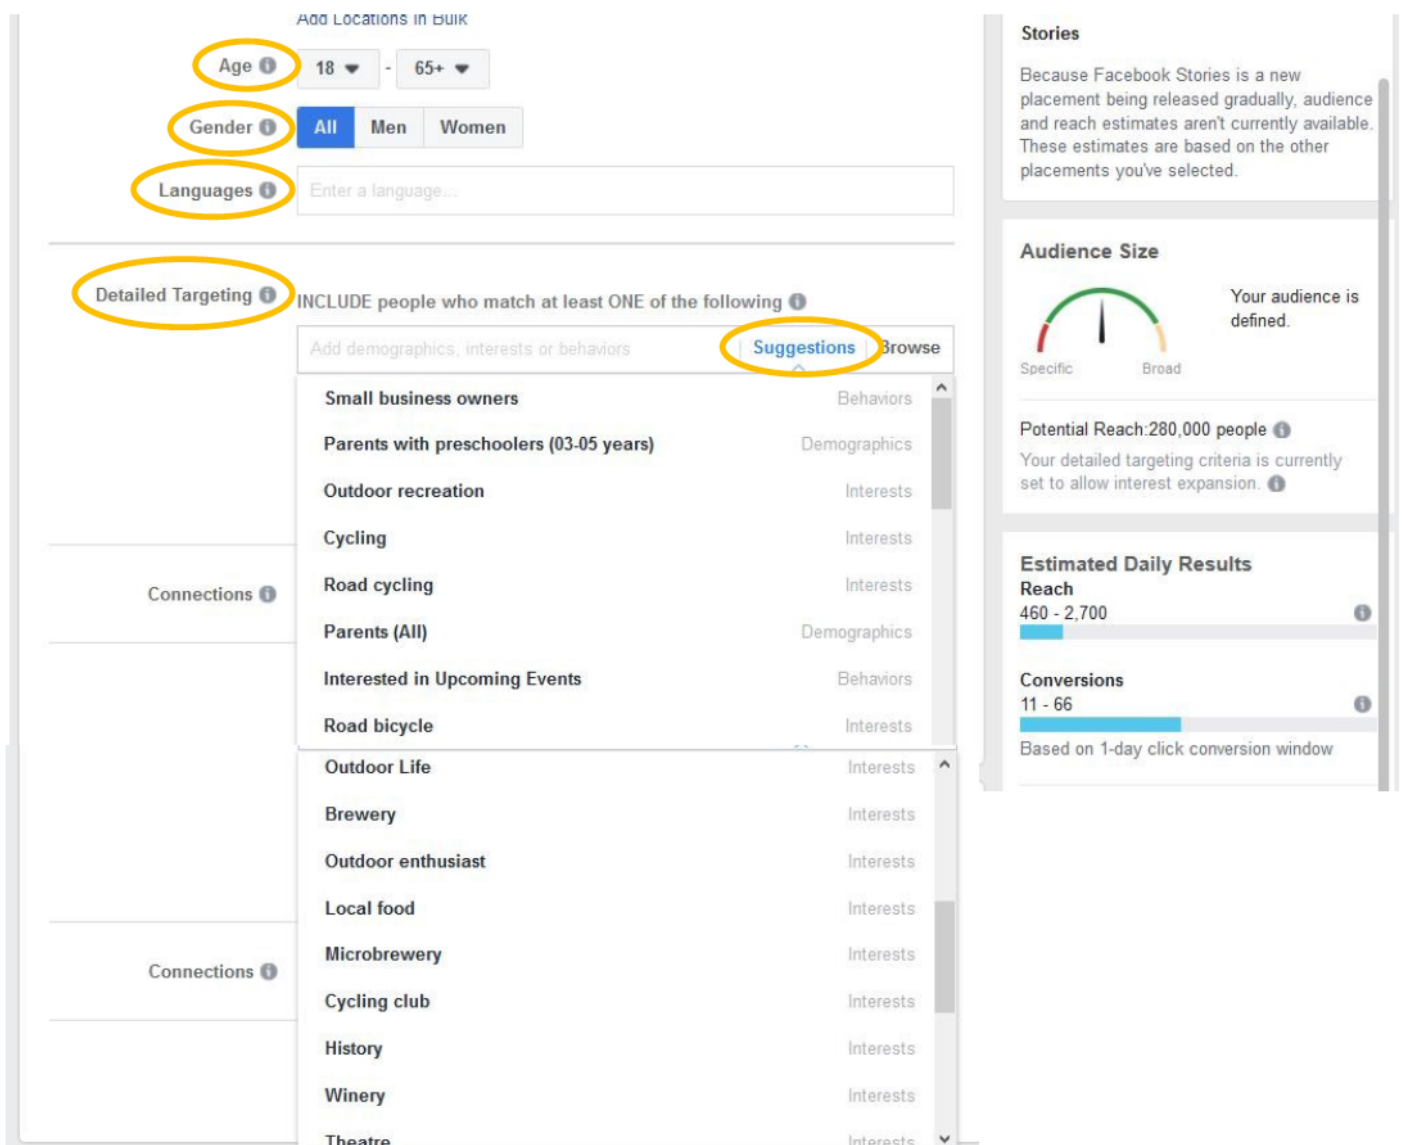 Add Locations in Bulk
Age
18 - 65+
Gender
All Men Women
Languages
Enter a language...
Detailed Targeting
INCLUDE people who match at least ONE of the following
Add demographics, interests or behaviors | Suggestions | Browse
Small business owners Behaviors
Parents with preschoolers (03-05 years) Demographics
Outdoor recreation Interests
Cycling Interests
Road cycling Interests
Parents (All) Demographics
Interested in Upcoming Events Behaviors
Road bicycle Interests
Connections
Outdoor Life Interests
Brewery Interests
Outdoor enthusiast Interests
Local food Interests
Microbrewery Interests
Cycling club Interests
History Interests
Winery Interests
Theatre Interests
Connections
Stories
Because Facebook Stories is a new
placement being released gradually, audience
and reach estimates aren't currently available.
These estimates are based on the other
placements you've selected.
Audience Size
Your audience is
defined.
Specific Broad
Potential Reach:280,000 people
Your detailed targeting criteria is currently
set to allow interest expansion.
Estimated Daily Results
Reach
460 - 2,700
Conversions
11 - 66
Based on 1-day click conversion window